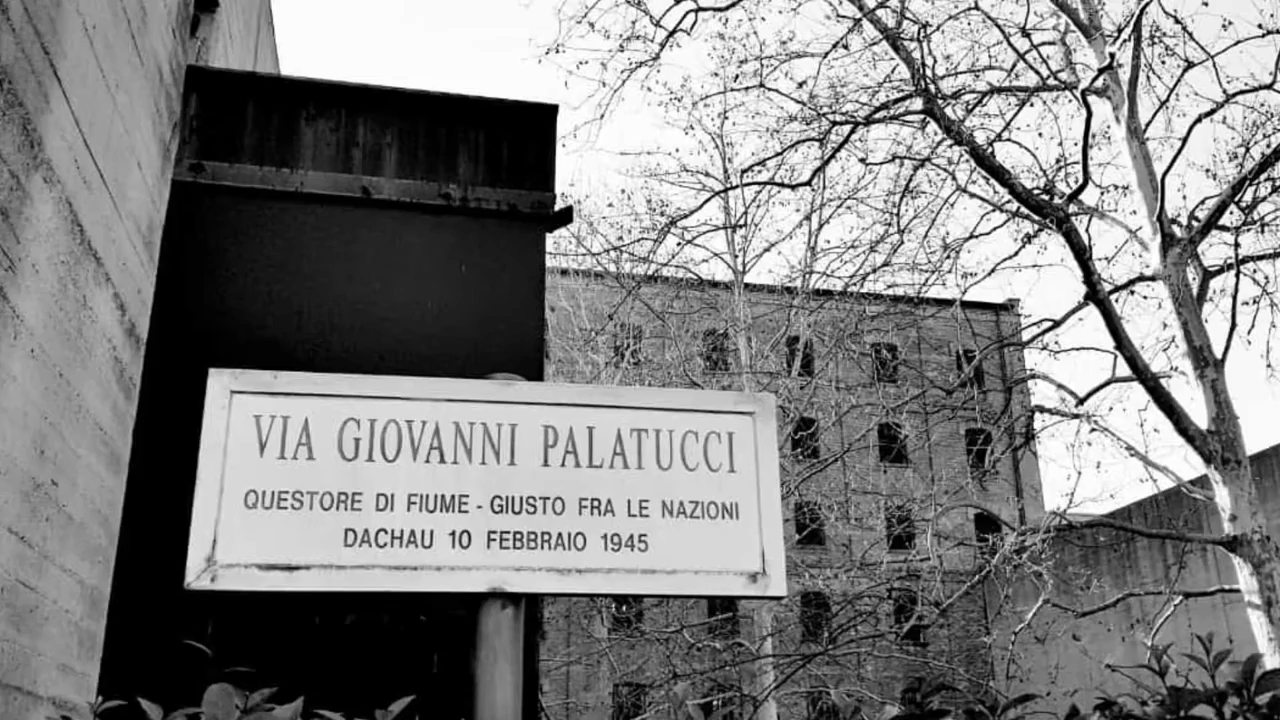 VIA GIOVANNI PALATUCCI
QUESTORE DI FIUME - GIUSTO FRA LE NAZIONI
DACHAU 10 FEBBRAIO 1945